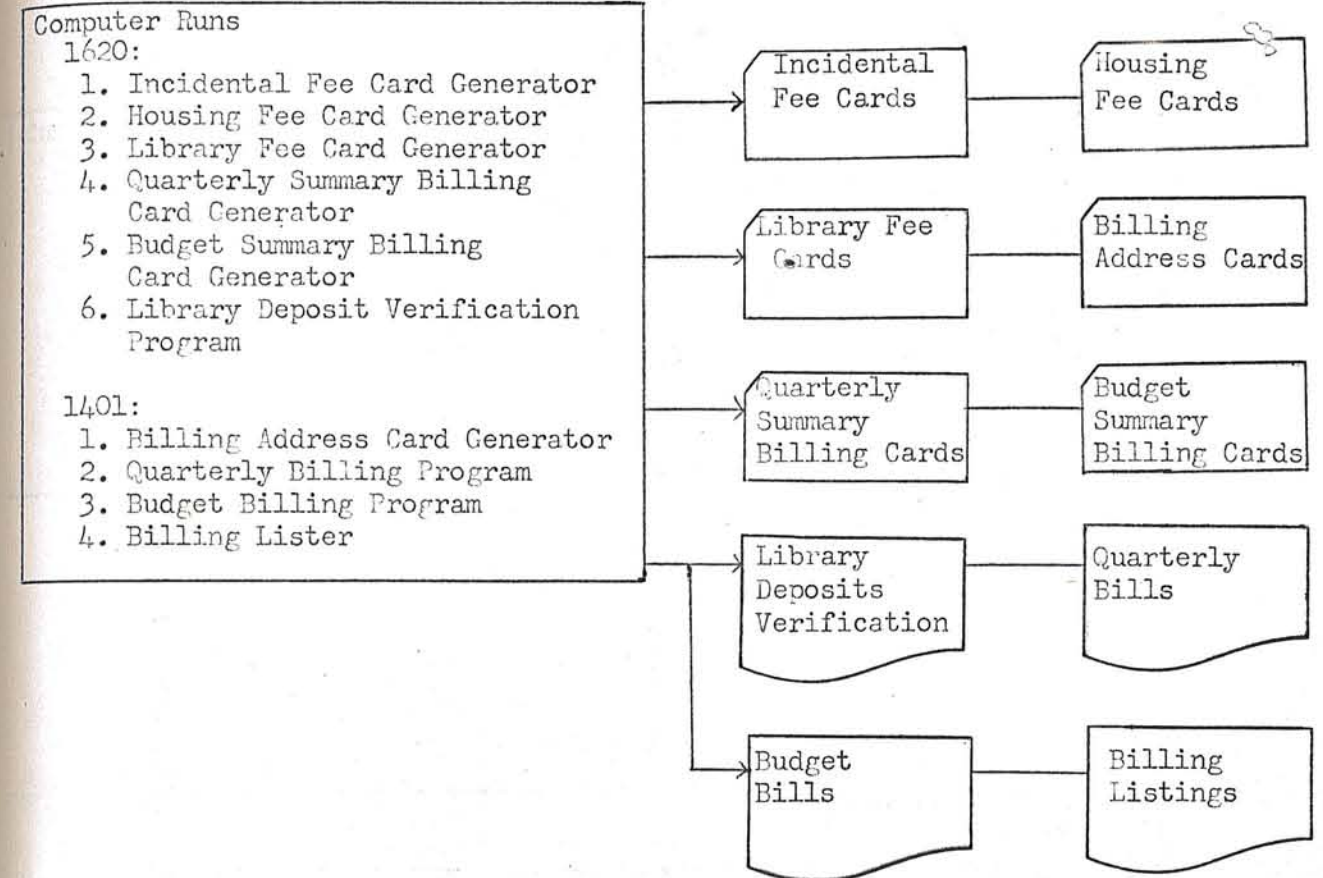 Computer Runs
1620:
1. Incidental Fee Card Generator
2. Housing Fee Card Generator
3. Library Fee Card Generator
4. Quarterly Summary Billing
Card Generator
5. Budget Summary Billing
Card Generator
6. Library Deposit Verification
Program
1401:
1. Billing Address Card Generator
2. Quarterly Billing Program
3. Budget Billing Program
4. Billing Lister
Incidental
Fee Cards
Housing
Fee Cards
Library Fee
Cards
Billing
Address Cards
Quarterly
Summary
Billing Cards
Budget
Summary
Billing Cards
Library
Deposits
Verification
Quarterly
Bills
Budget
Bills
Billing
Listings